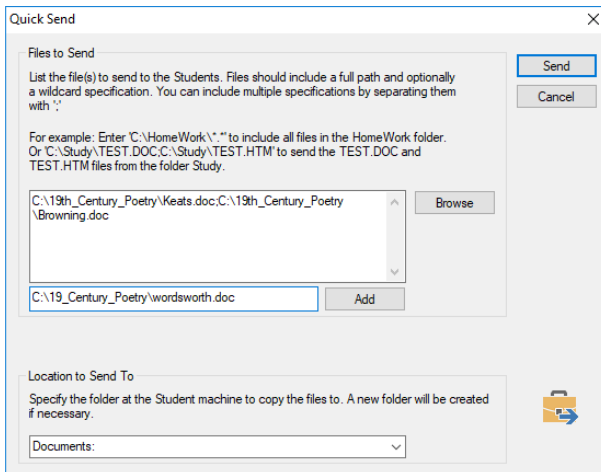 Quick Send
Files to Send
List the file(s) to send to the Students. Files should include a full path and optionally
a wildcard specification. You can include multiple specifications by separating them
with ';'
For example: Enter 'C:\HomeWork\*.*' to include all files in the HomeWork folder.
Or 'C:\Study\TEST.DOC;C:\Study\TEST.HTM' to send the TEST.DOC and
TEST.HTM files from the folder Study.
C:\19th_Century_Poetry\Keats.doc;C:\19th_Century_Poetry
\Browning.doc
C:\19_Century_Poetry\wordsworth.doc
Add
Browse
Send
Cancel
Location to Send To
Specify the folder at the Student machine to copy the files to. A new folder will be created
if necessary.
Documents: